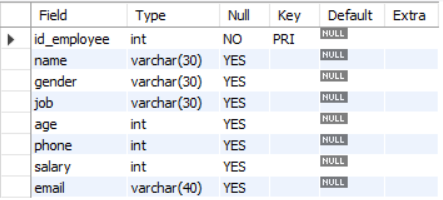 Field Type Null Key Default Extra
id_employee int NO PRI NULL
name varchar(30) YES NULL
gender varchar(30) YES NULL
job varchar(30) YES NULL
age int YES NULL
phone int YES NULL
salary int YES NULL
email varchar(40) YES NULL